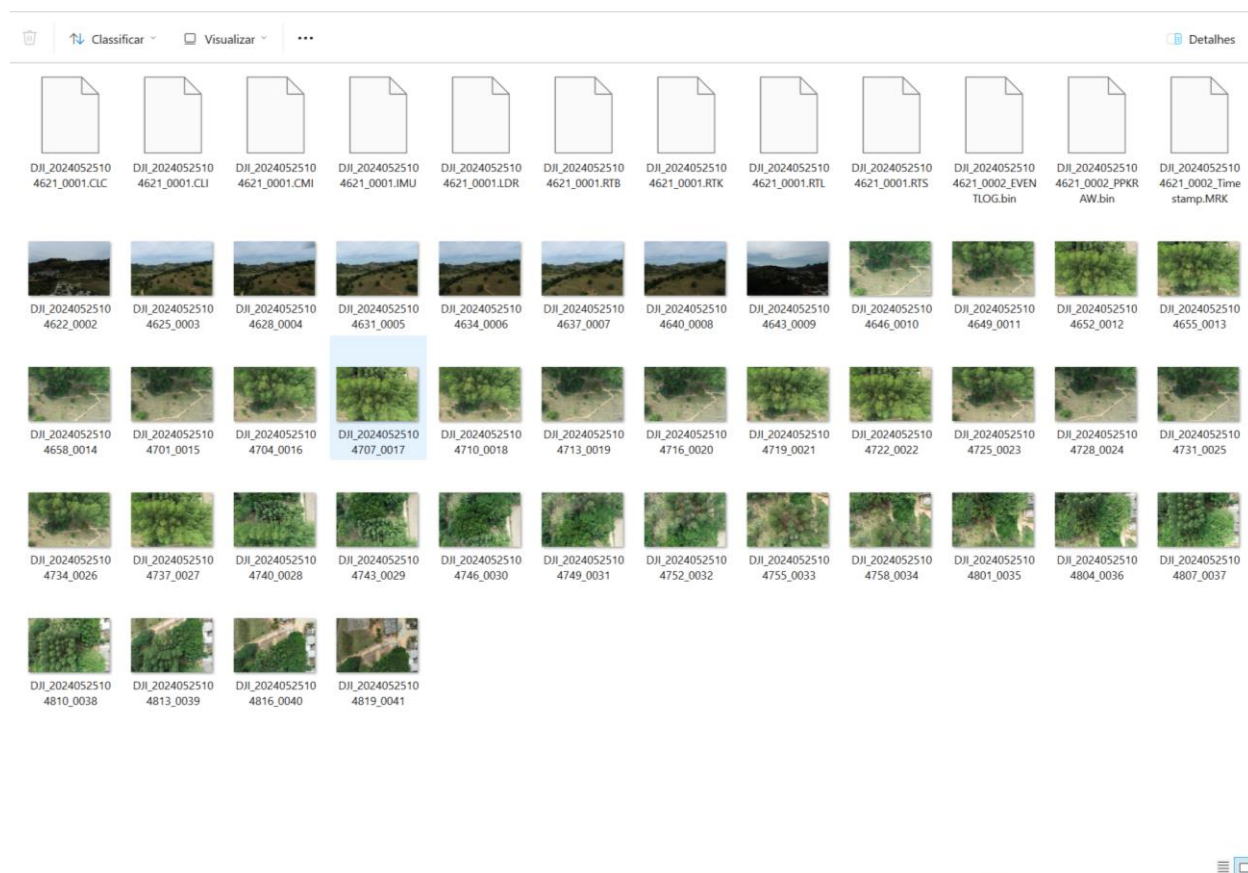 Classificar
Visualizar
Detalhes
DJI_2024052510
4621_0001.CLC
DJI_2024052510
4621_0001.CLI
DJI_2024052510
4621_0001.CMI
DJI_2024052510
4621_0001.IMU
DJI_2024052510
4621_0001.LDR
DJI_2024052510
4621_0001.RTB
DJI_2024052510
4621_0001.RTK
DJI_2024052510
4621_0001.RTL
DJI_2024052510
4621_0001.RTS
DJI_2024052510
4621_0002_EVEN
TLOG.bin
DJI_2024052510
4621_0002_PPKR
AW.bin
DJI_2024052510
4621_0002_Time
stamp.MRK
DJI_2024052510
4622_0002
DJI_2024052510
4625_0003
DJI_2024052510
4628_0004
DJI_2024052510
4631_0005
DJI_2024052510
4634_0006
DJI_2024052510
4637_0007
DJI_2024052510
4640_0008
DJI_2024052510
4643_0009
DJI_2024052510
4646_0010
DJI_2024052510
4649_0011
DJI_2024052510
4652_0012
DJI_2024052510
4655_0013
DJI_2024052510
4658_0014
DJI_2024052510
4701_0015
DJI_2024052510
4704_0016
DJI_2024052510
4707_0017
DJI_2024052510
4710_0018
DJI_2024052510
4713_0019
DJI_2024052510
4716_0020
DJI_2024052510
4719_0021
DJI_2024052510
4722_0022
DJI_2024052510
4725_0023
DJI_2024052510
4728_0024
DJI_2024052510
4731_0025
DJI_2024052510
4734_0026
DJI_2024052510
4737_0027
DJI_2024052510
4740_0028
DJI_2024052510
4743_0029
DJI_2024052510
4746_0030
DJI_2024052510
4749_0031
DJI_2024052510
4752_0032
DJI_2024052510
4755_0033
DJI_2024052510
4758_0034
DJI_2024052510
4801_0035
DJI_2024052510
4804_0036
DJI_2024052510
4807_0037
DJI_2024052510
4810_0038
DJI_2024052510
4813_0039
DJI_2024052510
4816_0040
DJI_2024052510
4819_0041